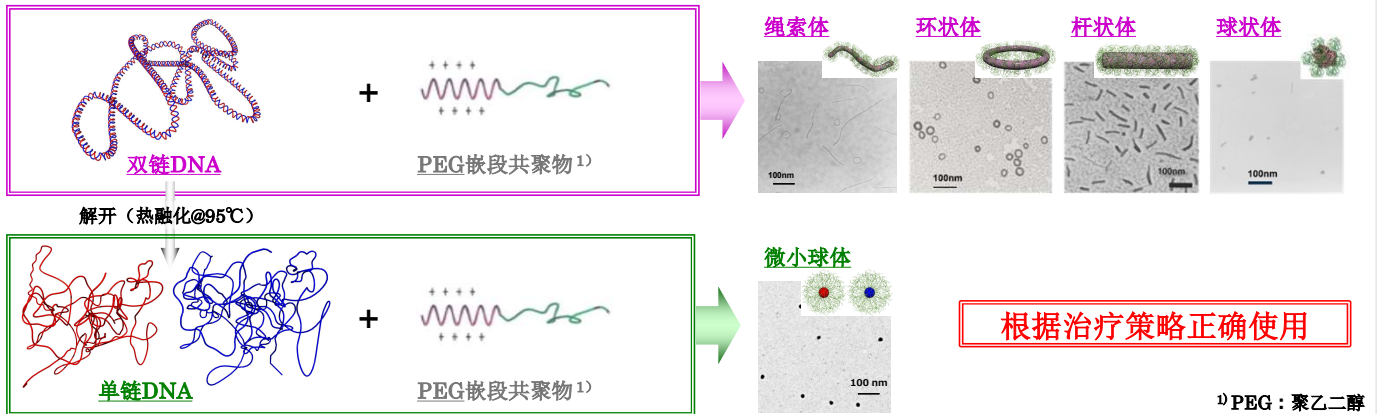 绳索体 环状体 杆状体 球状体
+
++++
++++
双链DNA
PEG嵌段共聚物1)
100nm
100nm
100nm
100nm
解开（热融化@95℃）
微小球体
+
++++
++++
单链DNA
PEG嵌段共聚物1)
100 nm
根据治疗策略正确使用
1) PEG：聚乙二醇